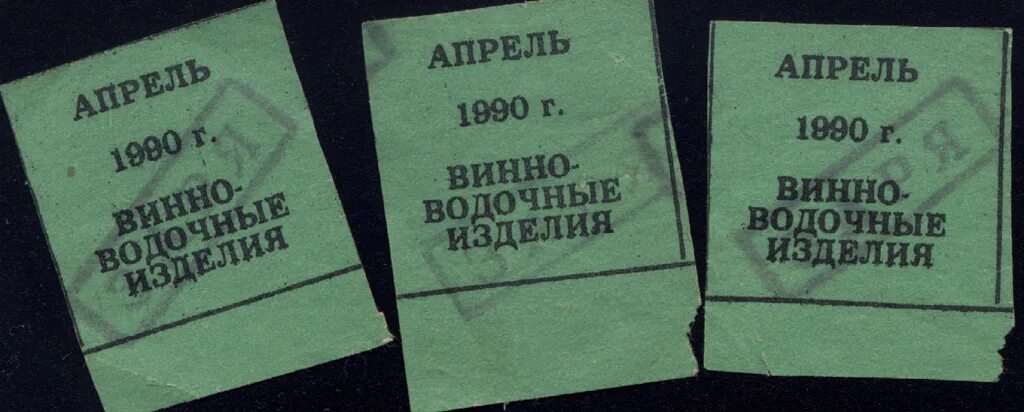 АПРЕЛЬ
1990 г.
ВИННО-
ВОДОЧНЫЕ
ИЗДЕЛИЯ
АПРЕЛЬ
1990 г.
ВИННО-
ВОДОЧНЫЕ
ИЗДЕЛИЯ
АПРЕЛЬ
1990 г.
ВИННО-
ВОДОЧНЫЕ
ИЗДЕЛИЯ